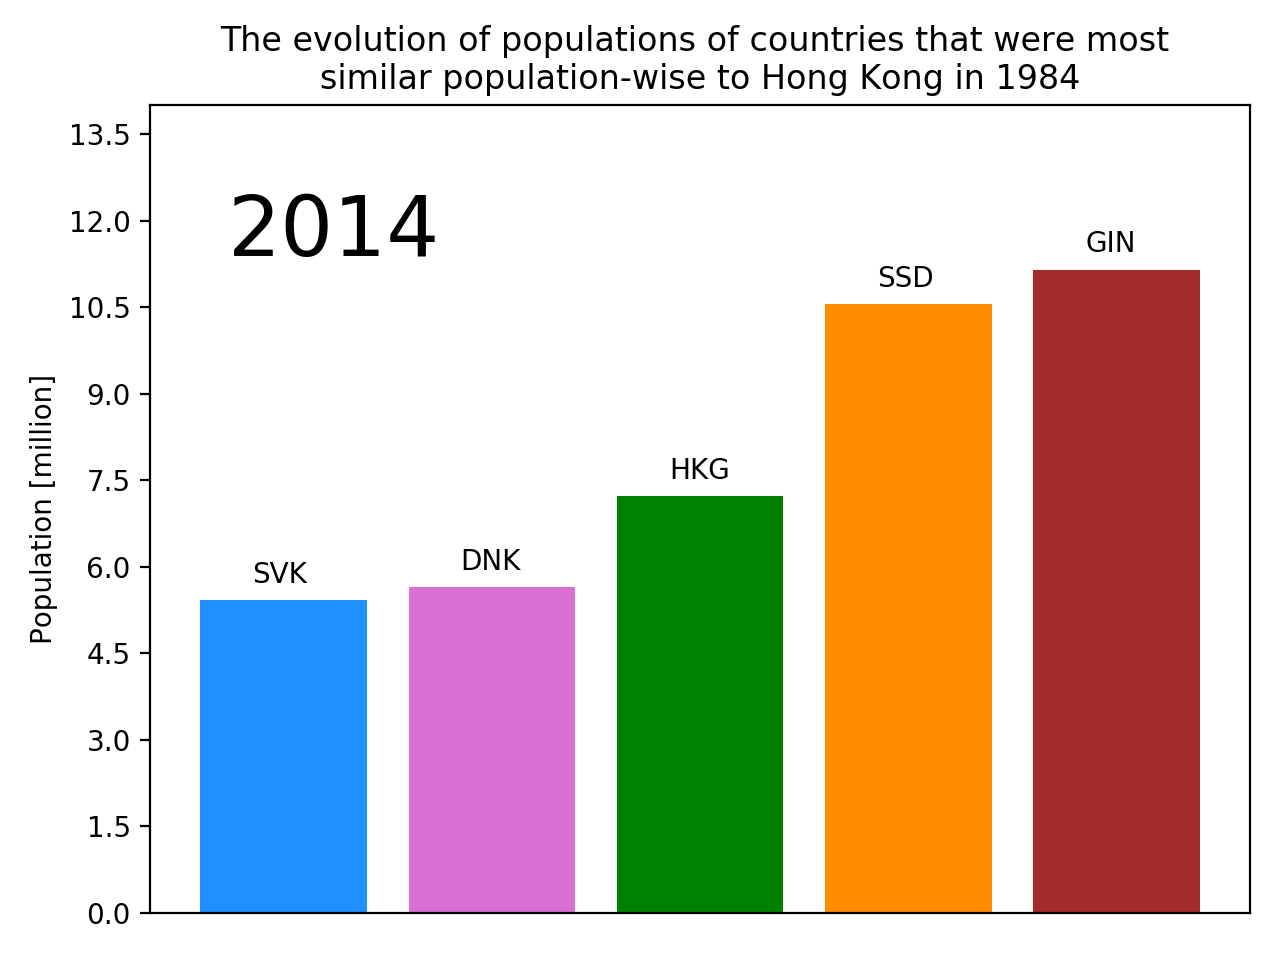 The evolution of populations of countries that were most
similar population-wise to Hong Kong in 1984
2014
Population [million]
13.5
12.0
10.5
9.0
7.5
6.0
4.5
3.0
1.5
0.0
SVK
DNK
HKG
SSD
GIN